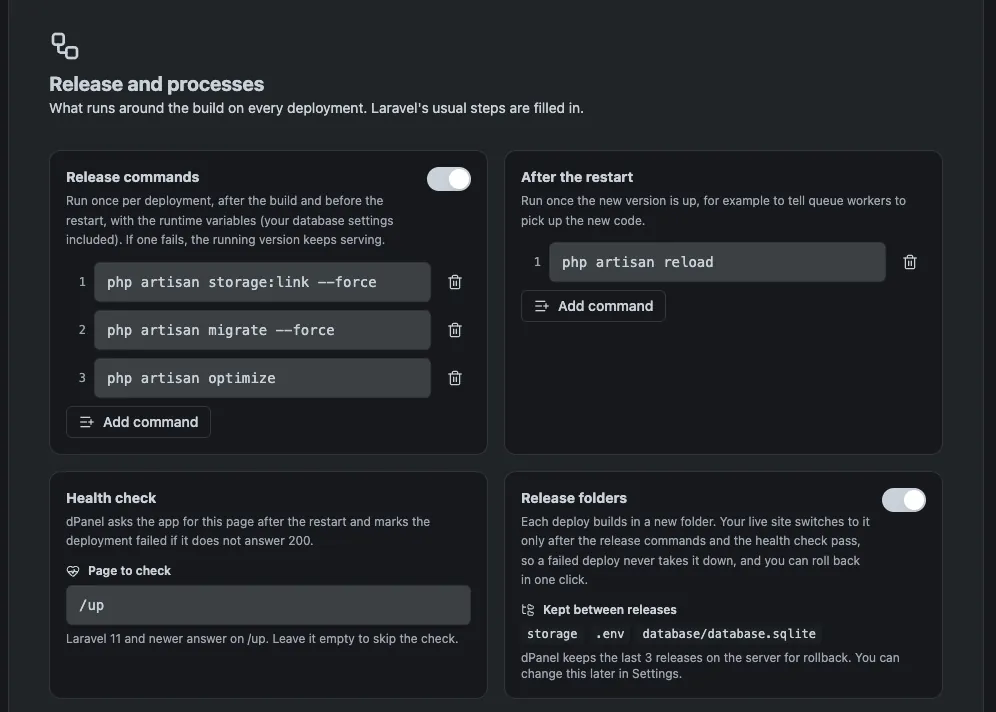 Release and processes
What runs around the build on every deployment. Laravel's usual steps are filled in.
Release commands
Run once per deployment, after the build and before the
restart, with the runtime variables (your database settings
included). If one fails, the running version keeps serving.
1 php artisan storage:link --force
2 php artisan migrate --force
3 php artisan optimize
Add command
After the restart
Run once the new version is up, for example to tell queue workers to
pick up the new code.
1 php artisan reload
Add command
Health check
dPanel asks the app for this page after the restart and marks the
deployment failed if it does not answer 200.
Page to check
/up
Laravel 11 and newer answer on /up. Leave it empty to skip the check.
Release folders
Each deploy builds in a new folder. Your live site switches to it
only after the release commands and the health check pass,
so a failed deploy never takes it down, and you can roll back
in one click.
Kept between releases
storage .env database/database.sqlite
dPanel keeps the last 3 releases on the server for rollback. You can
change this later in Settings.